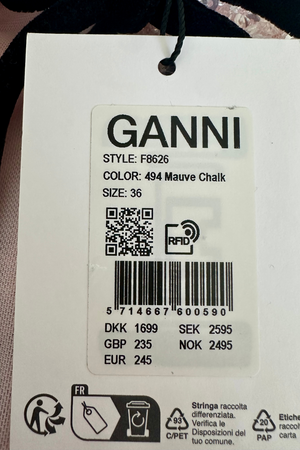 GANNI
STYLE: F8626
COLOR: 494 Mauve Chalk
SIZE: 36
RFID
5 714667 600590
DKK 1699 SEK 2595
GBP 235 NOK 2495
EUR 245
FR
93
C/PET
Stringa raccolta
differenziata.
Verifica le
Disposizioni del
tuo comune.
20
PAP
raccol